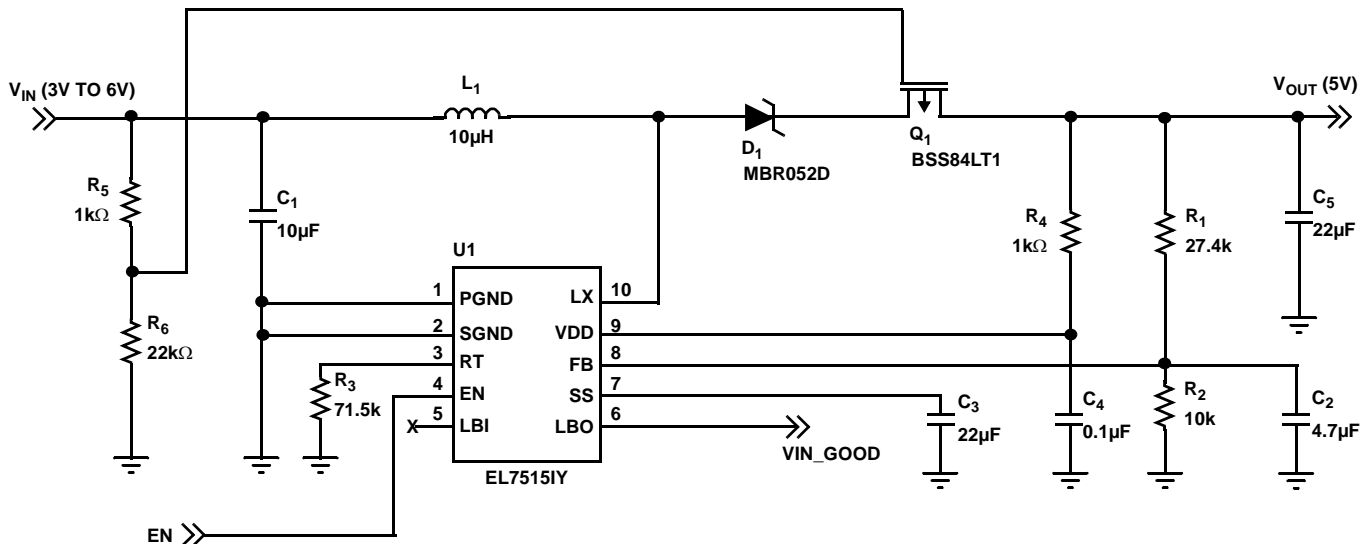 V_IN (3V TO 6V)
L₁
10µH
D₁
MBR052D
Q₁
BSS84LT1
V_OUT (5V)
R₅
1kΩ
C₁
10µF
R₄
1kΩ
R₁
27.4k
C₅
22µF
U1
1 PGND LX 10
2 SGND VDD 9
3 RT FB 8
4 EN SS 7
5 LBI LBO 6
X
EL7515IY
R₆
22kΩ
R₃
71.5k
C₃
22µF
C₄
0.1µF
R₂
10k
C₂
4.7µF
VIN_GOOD
EN